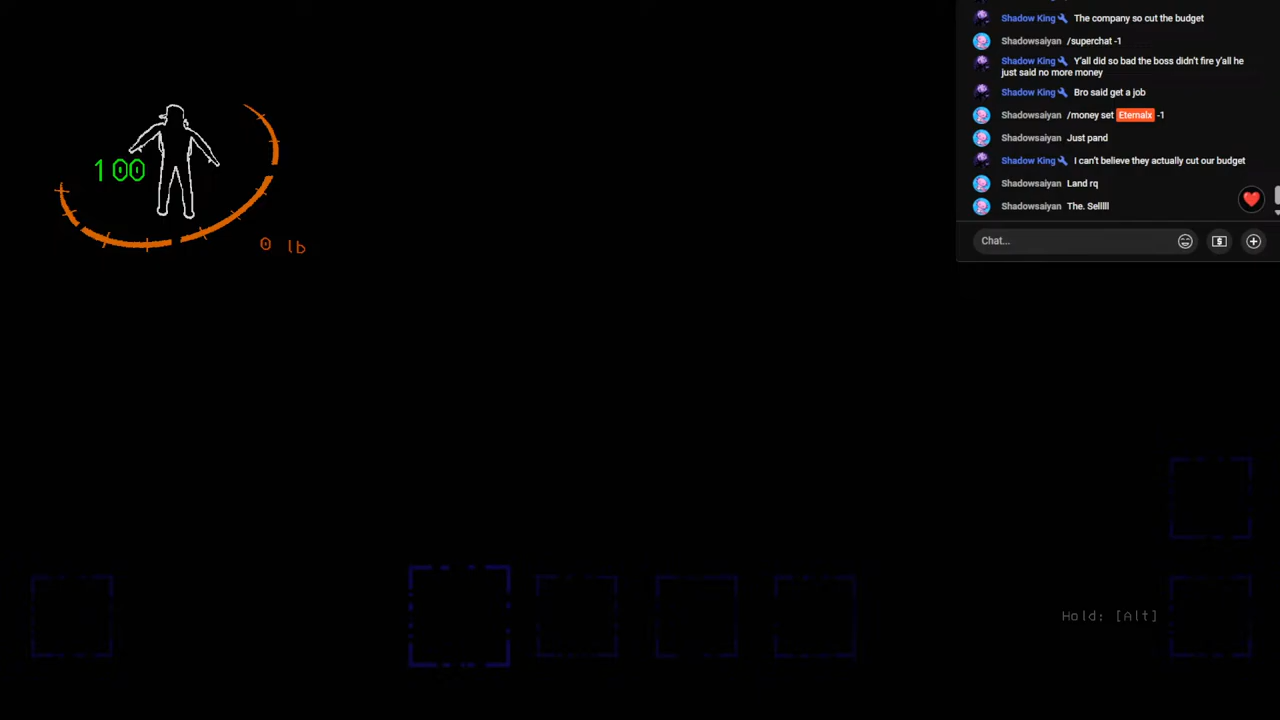 Shadow King The company so cut the budget
Shadowsaiyan /superchat -1
Shadow King Y'all did so bad the boss didn't fire y'all he
just said no more money
Shadow King Bro said get a job
Shadowsaiyan /money set Eternalx -1
Shadowsaiyan Just pand
Shadow King I can't believe they actually cut our budget
Shadowsaiyan Land rq
Shadowsaiyan The. Selllll
Chat...
100
0 lb
Hold: [Alt]